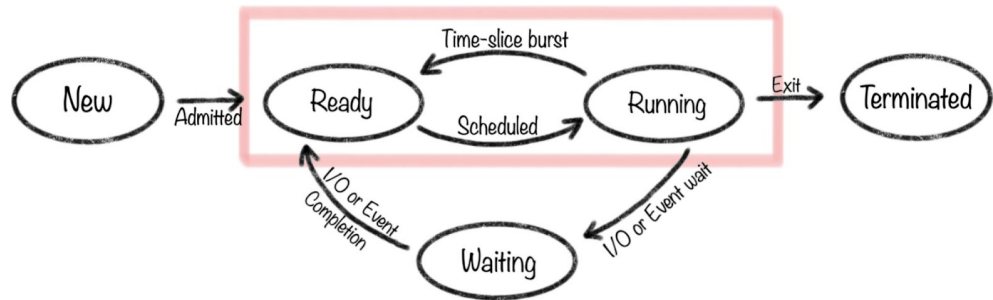 Time-slice burst
New
Admitted
Ready
Scheduled
Running
Exit
Terminated
I/O or Event
Completion
Waiting
I/O or Event wait